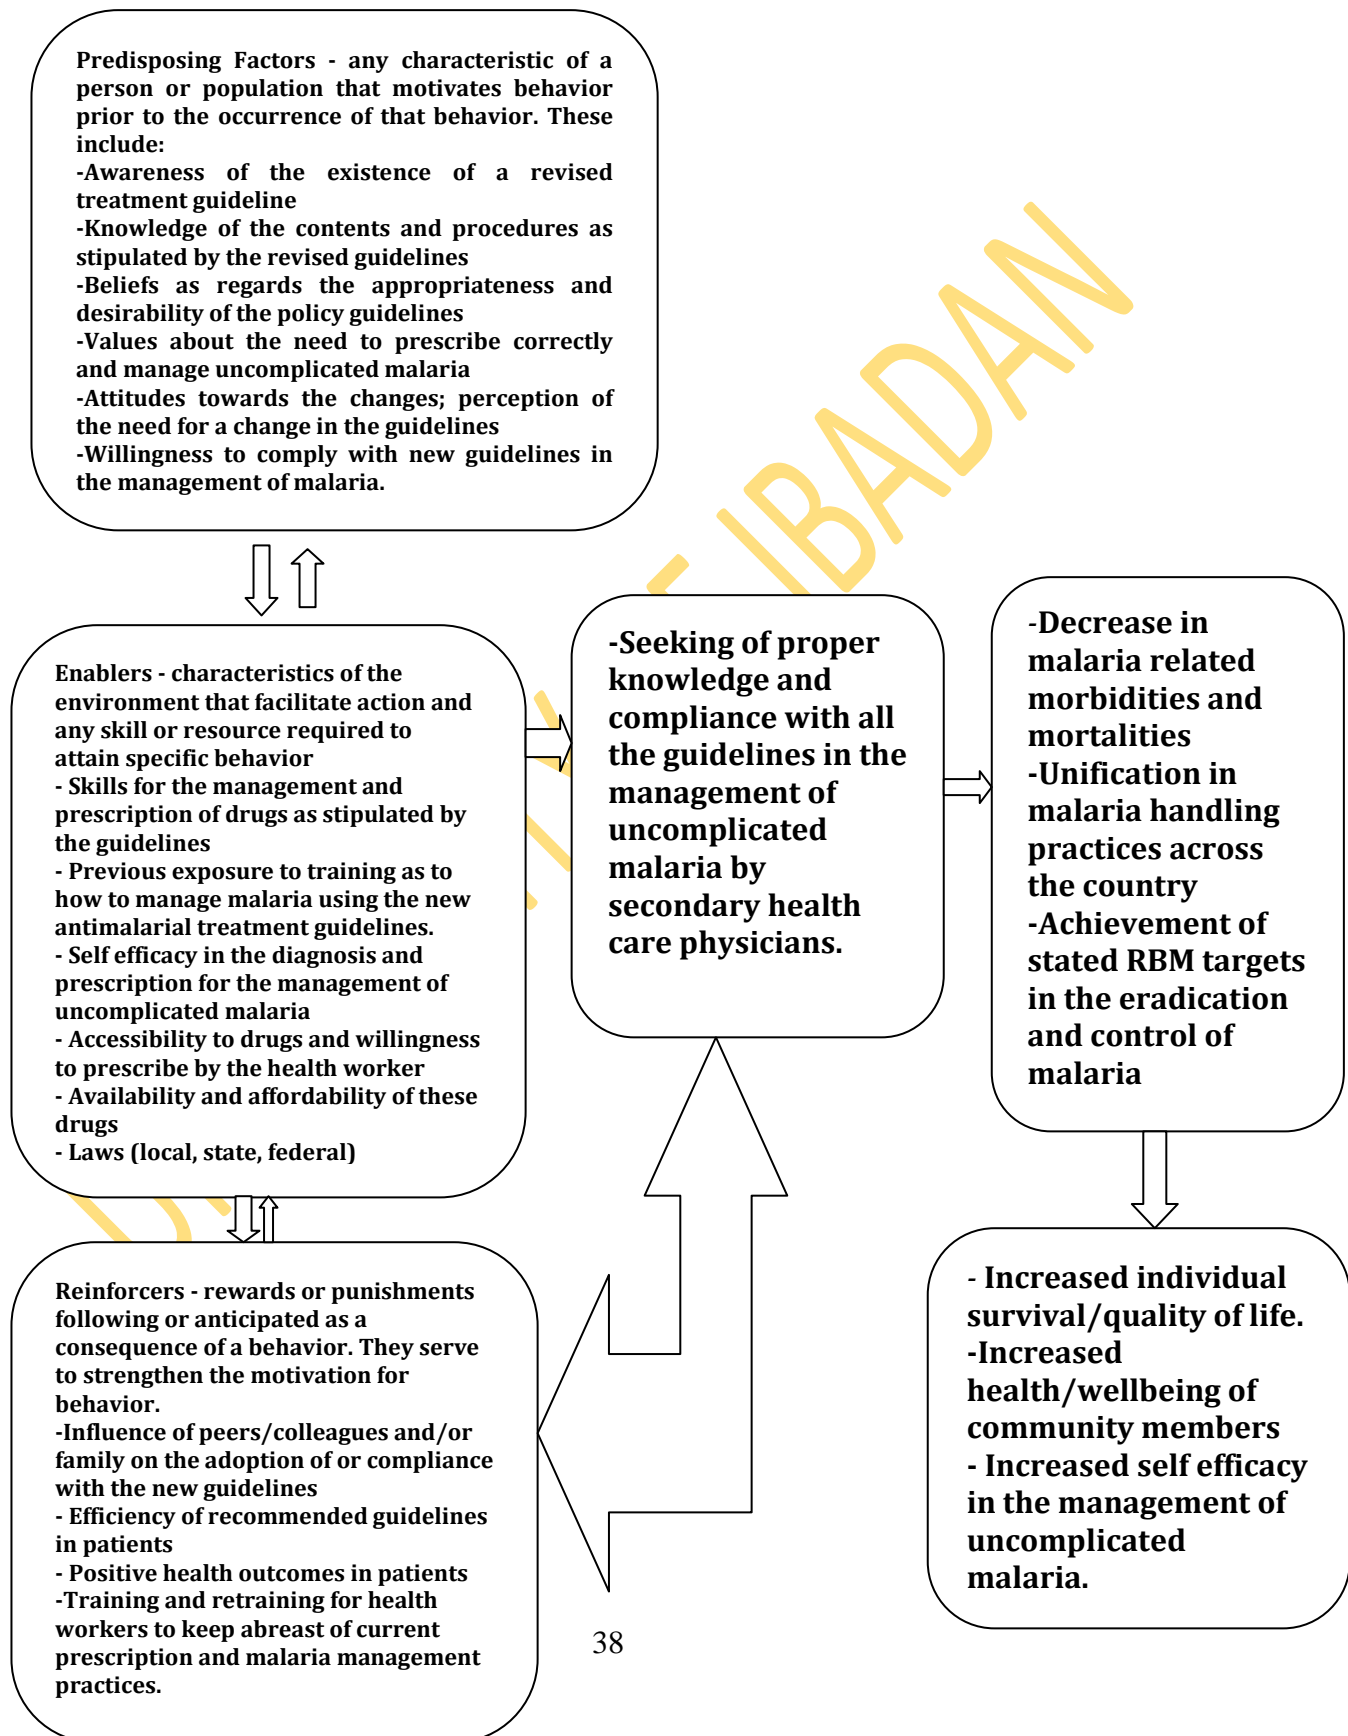 Predisposing Factors - any characteristic of a
person or population that motivates behavior
prior to the occurrence of that behavior. These
include:
-Awareness of the existence of a revised
treatment guideline
-Knowledge of the contents and procedures as
stipulated by the revised guidelines
-Beliefs as regards the appropriateness and
desirability of the policy guidelines
-Values about the need to prescribe correctly
and manage uncomplicated malaria
-Attitudes towards the changes; perception of
the need for a change in the guidelines
-Willingness to comply with new guidelines in
the management of malaria.
Enablers - characteristics of the
environment that facilitate action and
any skill or resource required to
attain specific behavior
- Skills for the management and
prescription of drugs as stipulated by
the guidelines
- Previous exposure to training as to
how to manage malaria using the new
antimalarial treatment guidelines.
- Self efficacy in the diagnosis and
prescription for the management of
uncomplicated malaria
- Accessibility to drugs and willingness
to prescribe by the health worker
- Availability and affordability of these
drugs
- Laws (local, state, federal)
Reinforcers - rewards or punishments
following or anticipated as a
consequence of a behavior. They serve
to strengthen the motivation for
behavior.
-Influence of peers/colleagues and/or
family on the adoption of or compliance
with the new guidelines
- Efficiency of recommended guidelines
in patients
- Positive health outcomes in patients
-Training and retraining for health
workers to keep abreast of current
prescription and malaria management
practices.
-Seeking of proper
knowledge and
compliance with all
the guidelines in the
management of
uncomplicated
malaria by
secondary health
care physicians.
-Decrease in
malaria related
morbidities and
mortalities
-Unification in
malaria handling
practices across
the country
-Achievement of
stated RBM targets
in the eradication
and control of
malaria
- Increased individual
survival/quality of life.
-Increased
health/wellbeing of
community members
- Increased self efficacy
in the management of
uncomplicated
malaria.
IBADAN
38